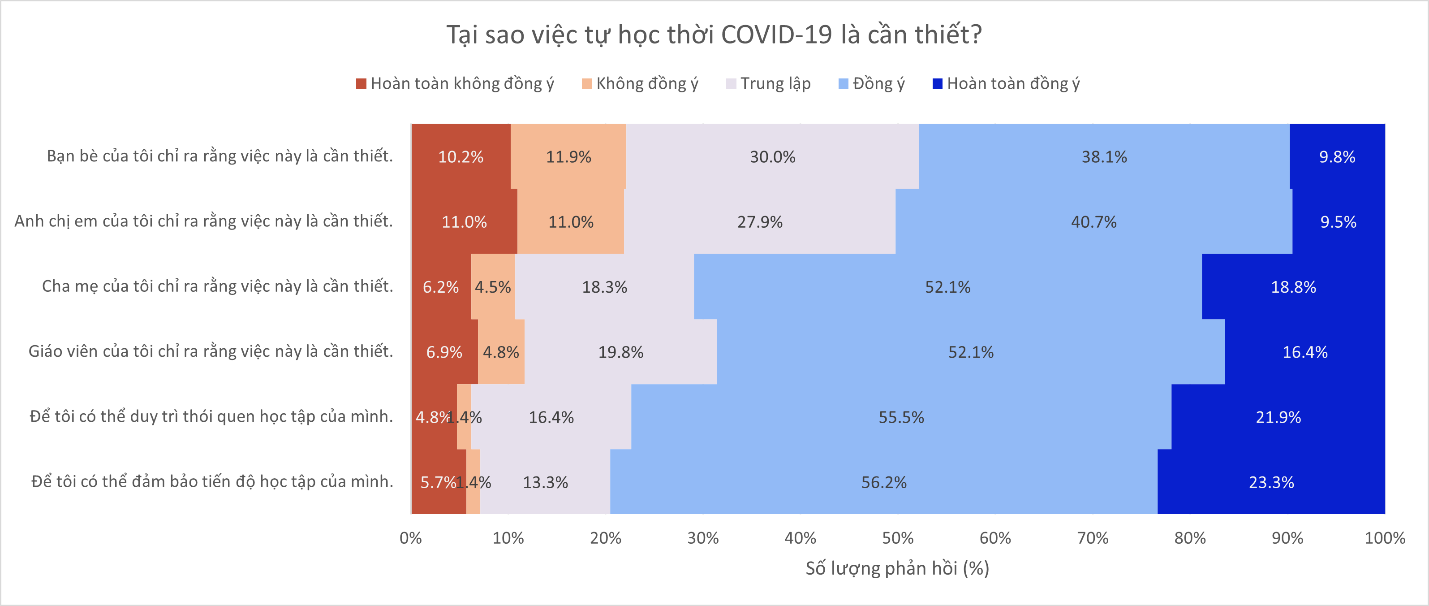 Tại sao việc tự học thời COVID-19 là cần thiết?
Hoàn toàn không đồng ý Không đồng ý Trung lập Đồng ý Hoàn toàn đồng ý
Bạn bè của tôi chỉ ra rằng việc này là cần thiết. 10.2% 11.9% 30.0% 38.1% 9.8%
Anh chị em của tôi chỉ ra rằng việc này là cần thiết. 11.0% 11.0% 27.9% 40.7% 9.5%
Cha mẹ của tôi chỉ ra rằng việc này là cần thiết. 6.2% 4.5% 18.3% 52.1% 18.8%
Giáo viên của tôi chỉ ra rằng việc này là cần thiết. 6.9% 4.8% 19.8% 52.1% 16.4%
Để tôi có thể duy trì thói quen học tập của mình. 4.8% 1.4% 16.4% 55.5% 21.9%
Để tôi có thể đảm bảo tiến độ học tập của mình. 5.7% 1.4% 13.3% 56.2% 23.3%
0% 10% 20% 30% 40% 50% 60% 70% 80% 90% 100%
Số lượng phản hồi (%)